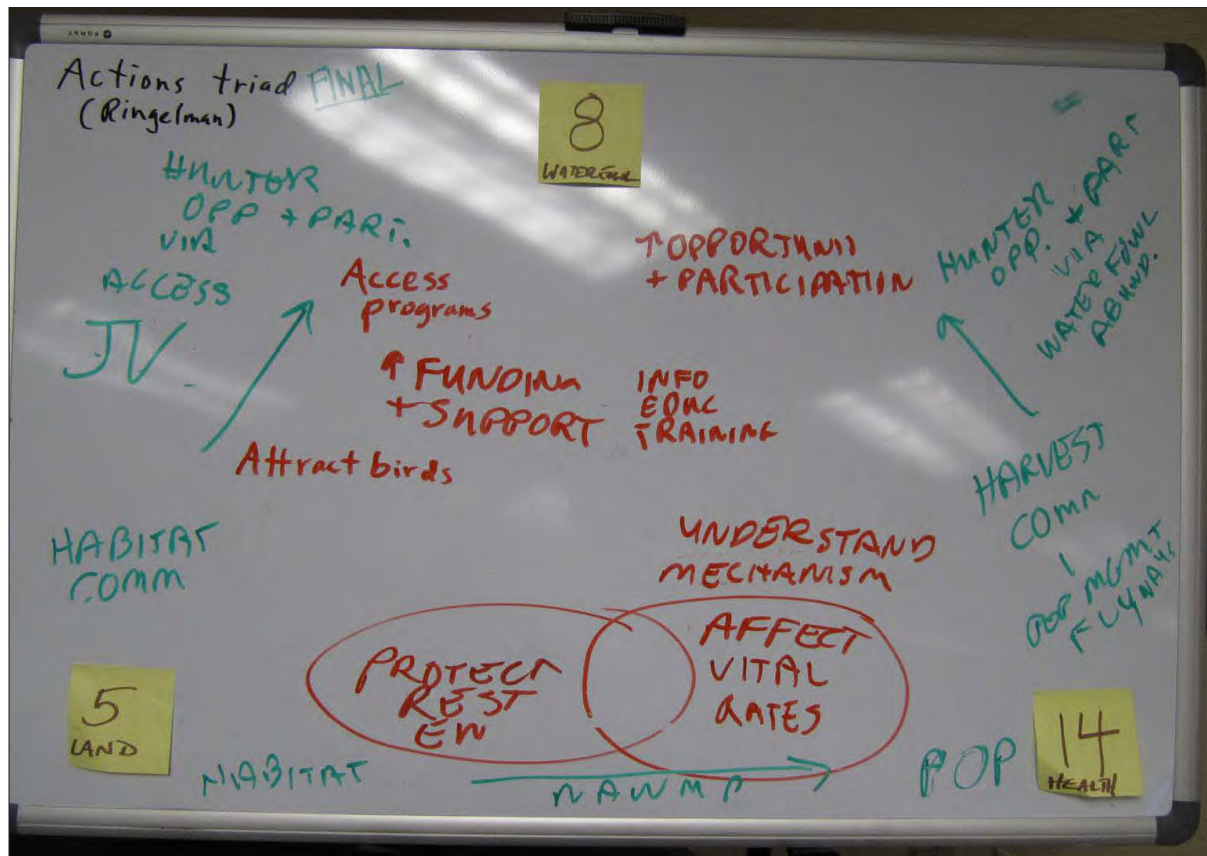 Actions triad FINAL
(Ringelman)
8
WATERFOWL
HUNTER
OPP + PART.
VIA
ACCESS
JV
Access
programs
↑ OPPORTUNI
+ PARTICIPATION
HUNTER
OPP. + PART
VIA
WATERFOWL
ABUND.
↑ FUNDING
+ SUPPORT
INFO
EDUC
TRAINING
Attract birds
HARVEST
COMM
POP MGMT
FLYWAYS
HABITAT
COMM
UNDERSTAND
MECHANISM
PROTECT
REST
EN
AFFECT
VITAL
RATES
5
LAND
HABITAT
NAWMP
POP
14
HEALTH